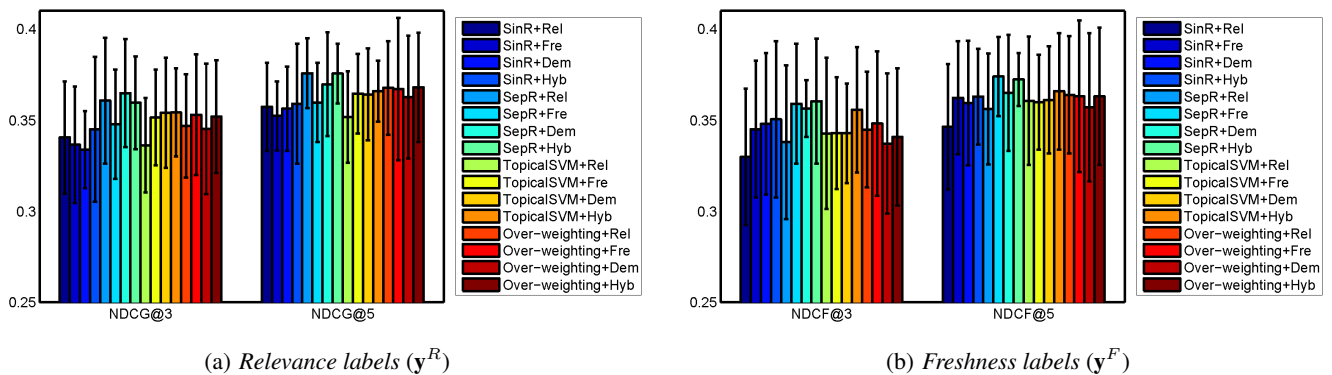 0.4
0.35
0.3
0.25
NDCG@3
NDCG@5
SinR+Rel
SinR+Fre
SinR+Dem
SinR+Hyb
SepR+Rel
SepR+Fre
SepR+Dem
SepR+Hyb
TopicalSVM+Rel
TopicalSVM+Fre
TopicalSVM+Dem
TopicalSVM+Hyb
Over-weighting+Rel
Over-weighting+Fre
Over-weighting+Dem
Over-weighting+Hyb
(a) Relevance labels (y^R)
0.4
0.35
0.3
0.25
NDCF@3
NDCF@5
SinR+Rel
SinR+Fre
SinR+Dem
SinR+Hyb
SepR+Rel
SepR+Fre
SepR+Dem
SepR+Hyb
TopicalSVM+Rel
TopicalSVM+Fre
TopicalSVM+Dem
TopicalSVM+Hyb
Over-weighting+Rel
Over-weighting+Fre
Over-weighting+Dem
Over-weighting+Hyb
(b) Freshness labels (y^F)